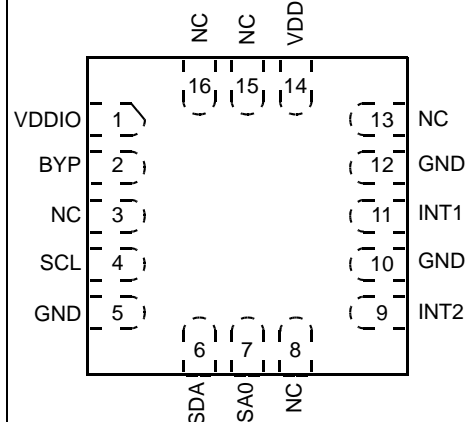 NC NC VDD
16 15 14
VDDIO 1 13 NC
BYP 2 12 GND
NC 3 11 INT1
SCL 4 10 GND
GND 5 9 INT2
6 7 8
SDA SA0 NC